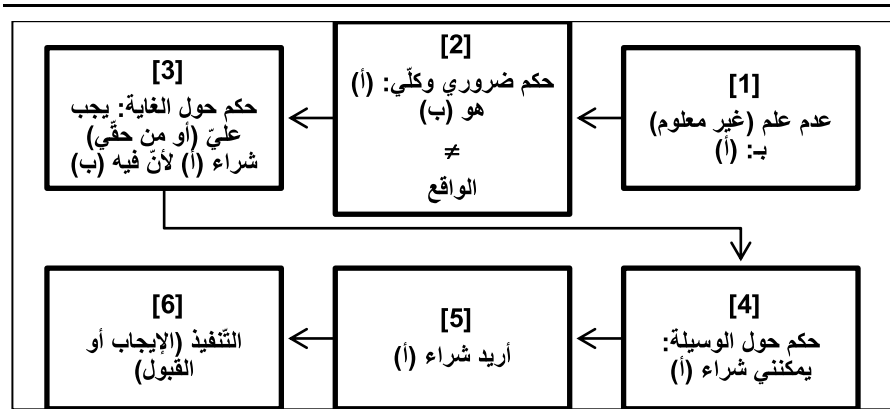 [1]
عدم علم (غير معلوم)
بـ: (أ)
[2]
حكم ضروري وكلّي: (أ)
هو (ب)
≠
الواقع
[3]
حكم حول الغاية: يجب
عليّ (أو من حقّي)
شراء (أ) لأنّ فيه (ب)
[4]
حكم حول الوسيلة:
يمكنني شراء (أ)
[5]
أريد شراء (أ)
[6]
التّنفيذ (الإيجاب أو
القبول)